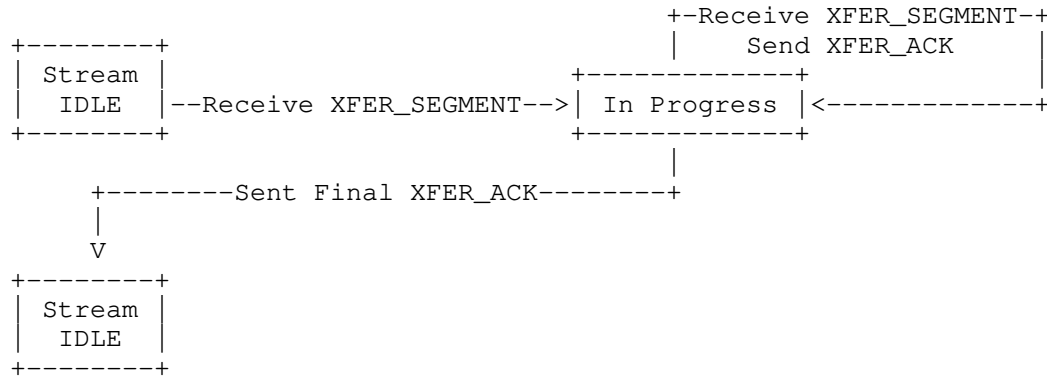 +-Receive XFER_SEGMENT-+
+--------+ | Send XFER_ACK |
| Stream | +-------------+ |
| IDLE |--Receive XFER_SEGMENT-->| In Progress |<-------------+
+--------+ +-------------+
|
+--------Sent Final XFER_ACK--------+
|
V
+--------+
| Stream |
| IDLE |
+--------+